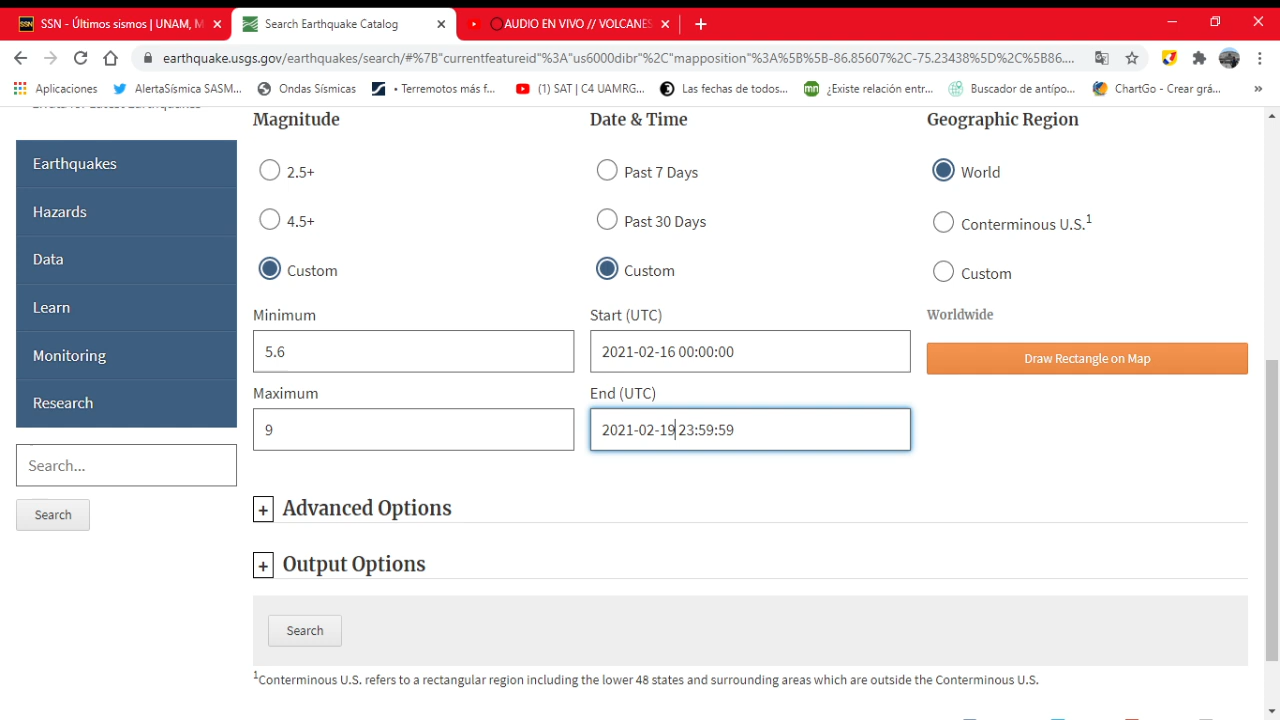 SSN - Últimos sismos | UNAM, M
Search Earthquake Catalog
AUDIO EN VIVO // VOLCANES
earthquake.usgs.gov/earthquakes/search/#%7B"currentfeatureid"%3A"us6000dibr"%2C"mapposition"%3A%5B%5B-86.85607%2C-75.23438%5D%2C%5B86....
Aplicaciones
AlertaSísmica SASM...
Ondas Sísmicas
• Terremotos más f...
(1) SAT | C4 UAMRG...
Las fechas de todos...
¿Existe relación entr...
Buscador de antípo...
ChartGo - Crear grá...
»
Earthquakes
Hazards
Data
Learn
Monitoring
Research
Search...
Search
Magnitude
2.5+
4.5+
Custom
Minimum
5.6
Maximum
9
Date & Time
Past 7 Days
Past 30 Days
Custom
Start (UTC)
2021-02-16 00:00:00
End (UTC)
2021-02-19 23:59:59
Geographic Region
World
Conterminous U.S.1
Custom
Worldwide
Draw Rectangle on Map
+ Advanced Options
+ Output Options
Search
1Conterminous U.S. refers to a rectangular region including the lower 48 states and surrounding areas which are outside the Conterminous U.S.